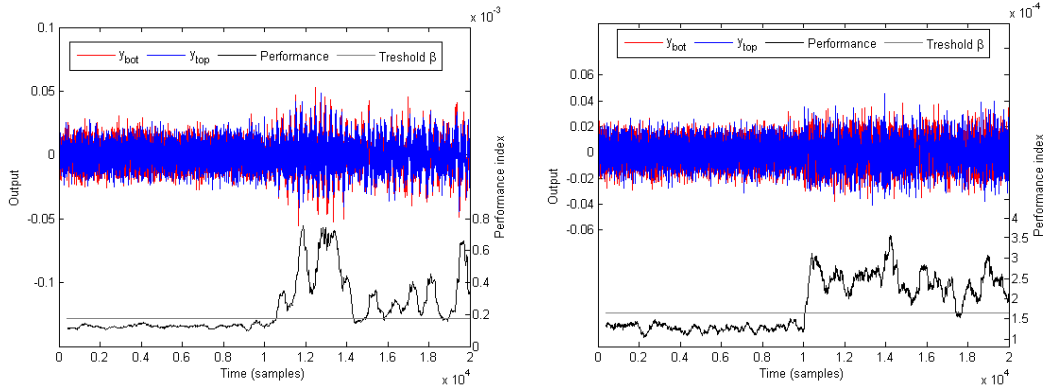 x 10⁻³
0.1
y_bot y_top Performance Treshold β
0.05
0
-0.05
-0.1
Output
0.8
0.6
0.4
0.2
0
Performance index
0 0.2 0.4 0.6 0.8 1 1.2 1.4 1.6 1.8 2
Time (samples)
x 10⁴
x 10⁻⁴
y_bot y_top Performance Treshold β
0.06
0.04
0.02
0
-0.02
-0.04
-0.06
Output
4
3.5
3
2.5
2
1.5
1
Performance index
0 0.2 0.4 0.6 0.8 1 1.2 1.4 1.6 1.8 2
Time (samples)
x 10⁴